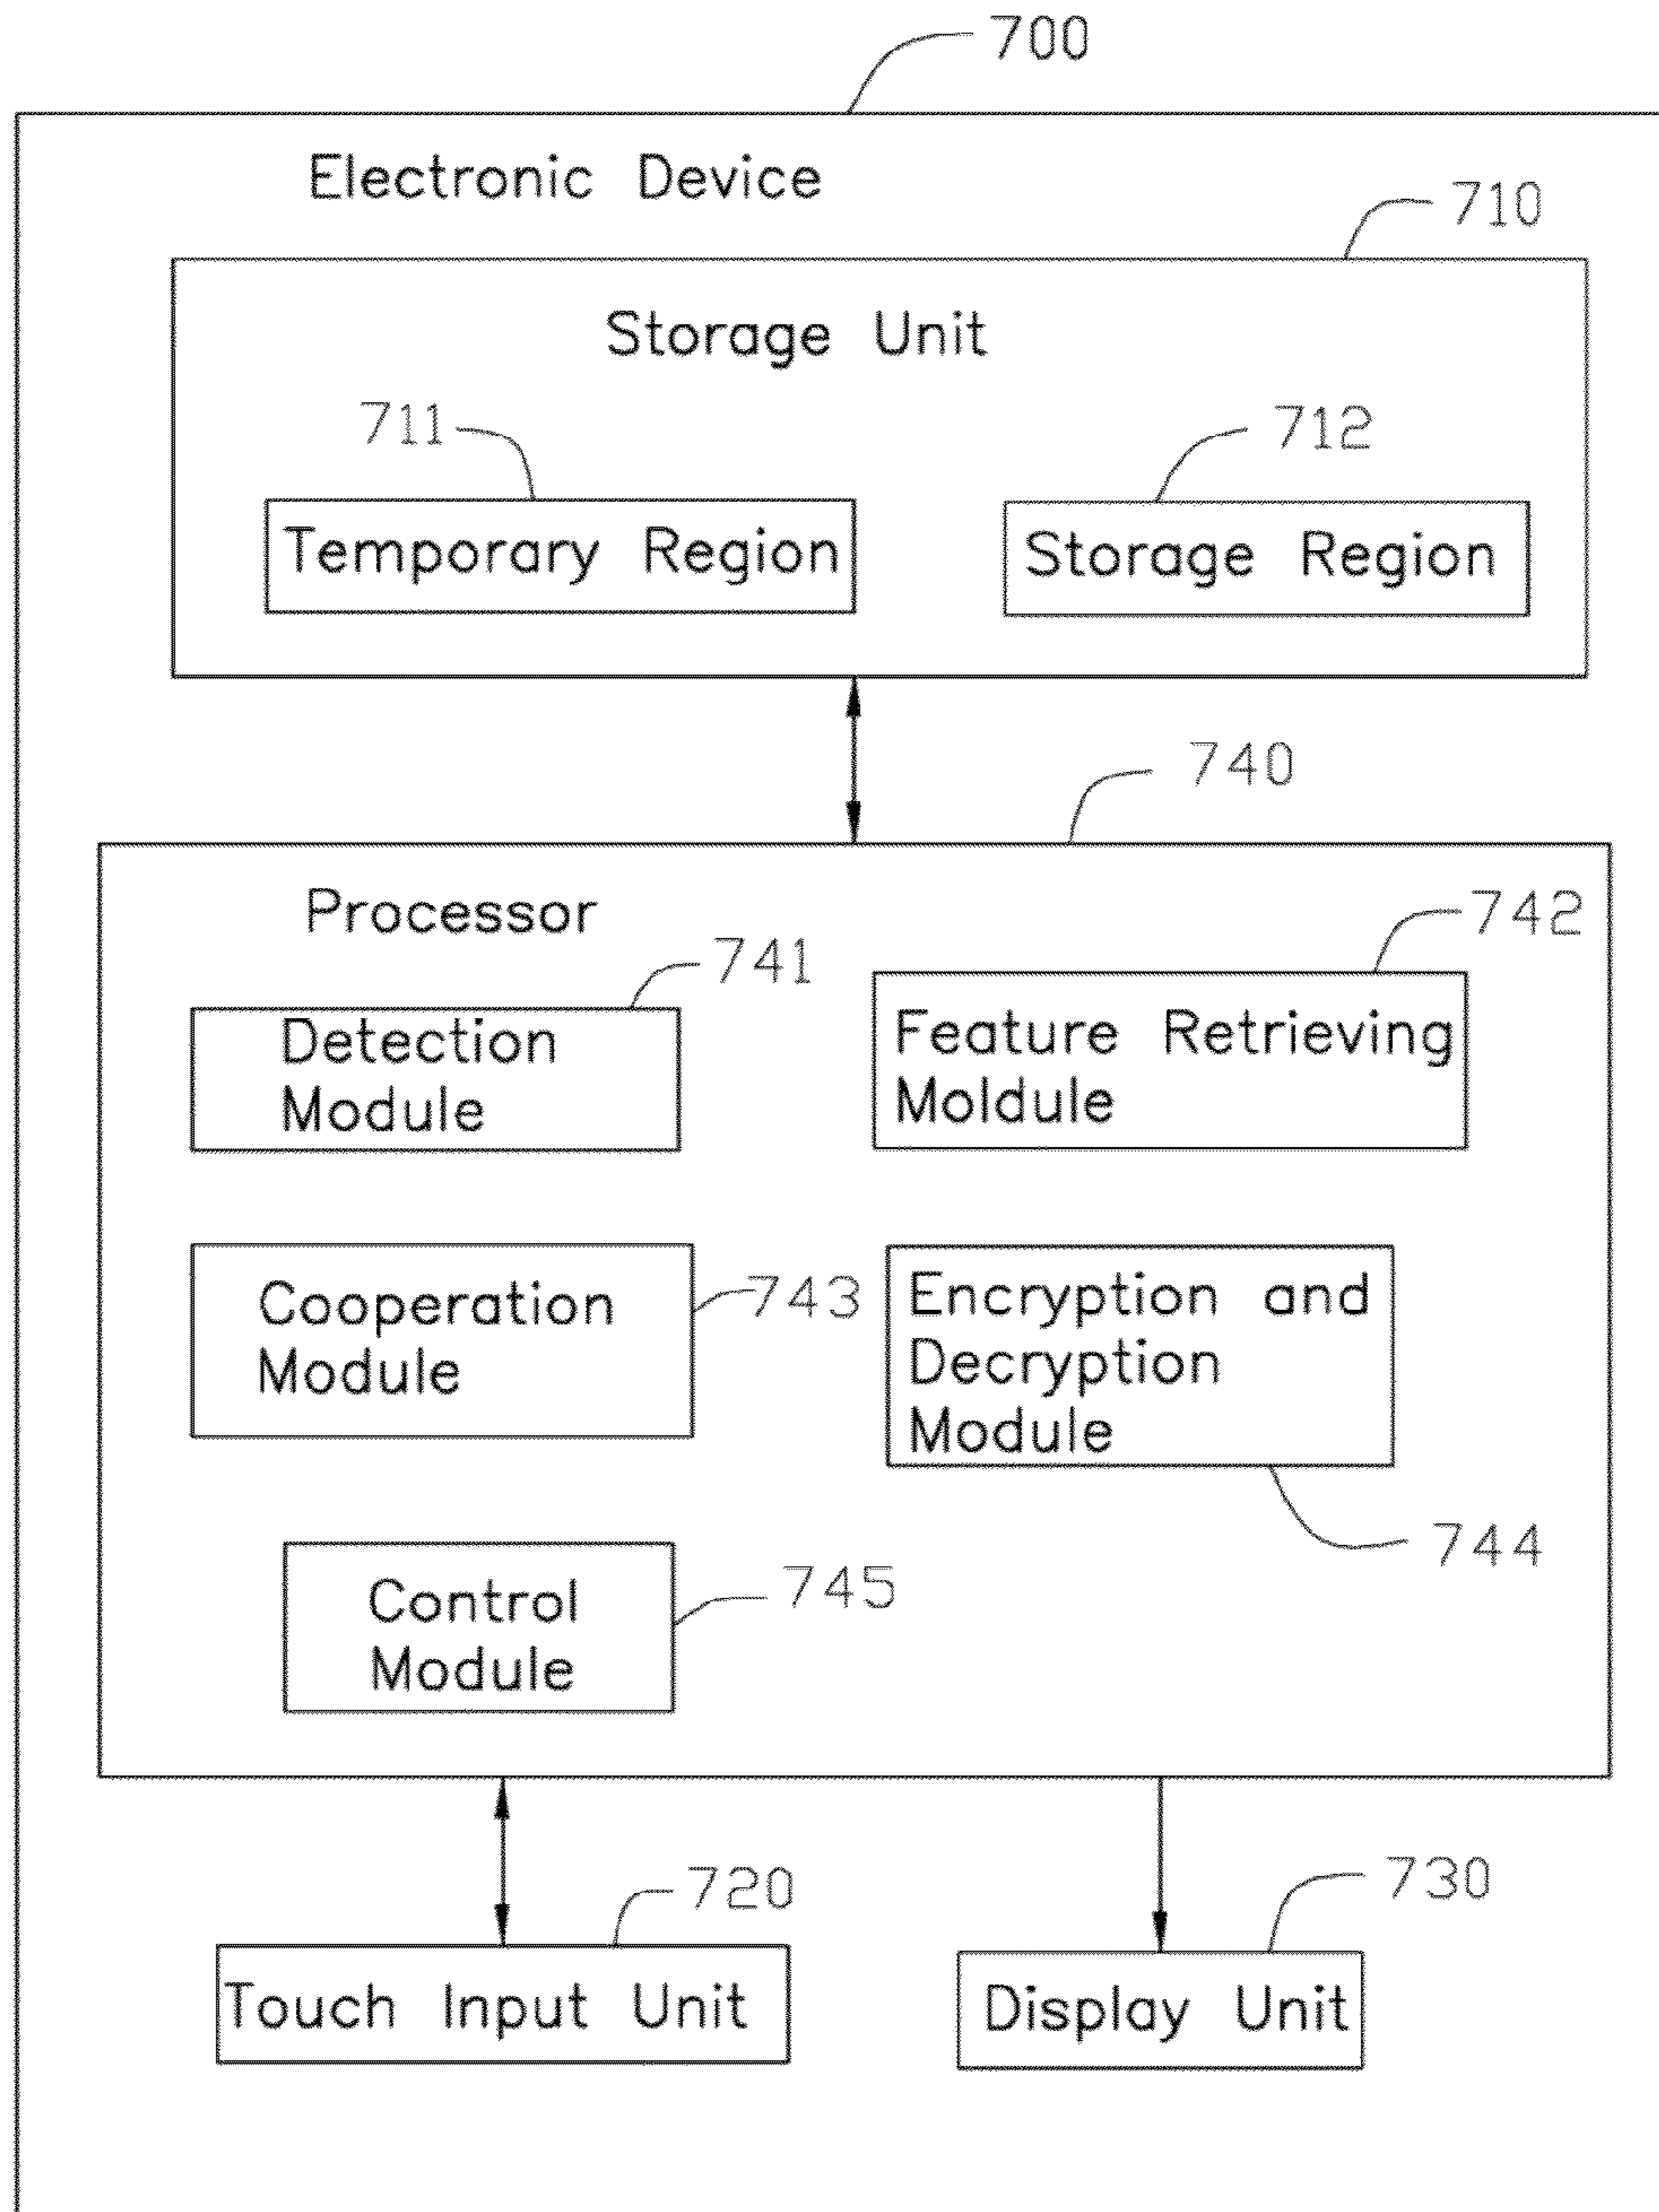 700
Electronic Device
710
Storage Unit
711
712
Temporary Region
Storage Region
740
Processor
741
742
Detection
Module
Feature Retrieving
Moldule
Cooperation
Module
743
Encryption and
Decryption
Module
744
Control
Module
745
720
730
Touch Input Unit
Display Unit